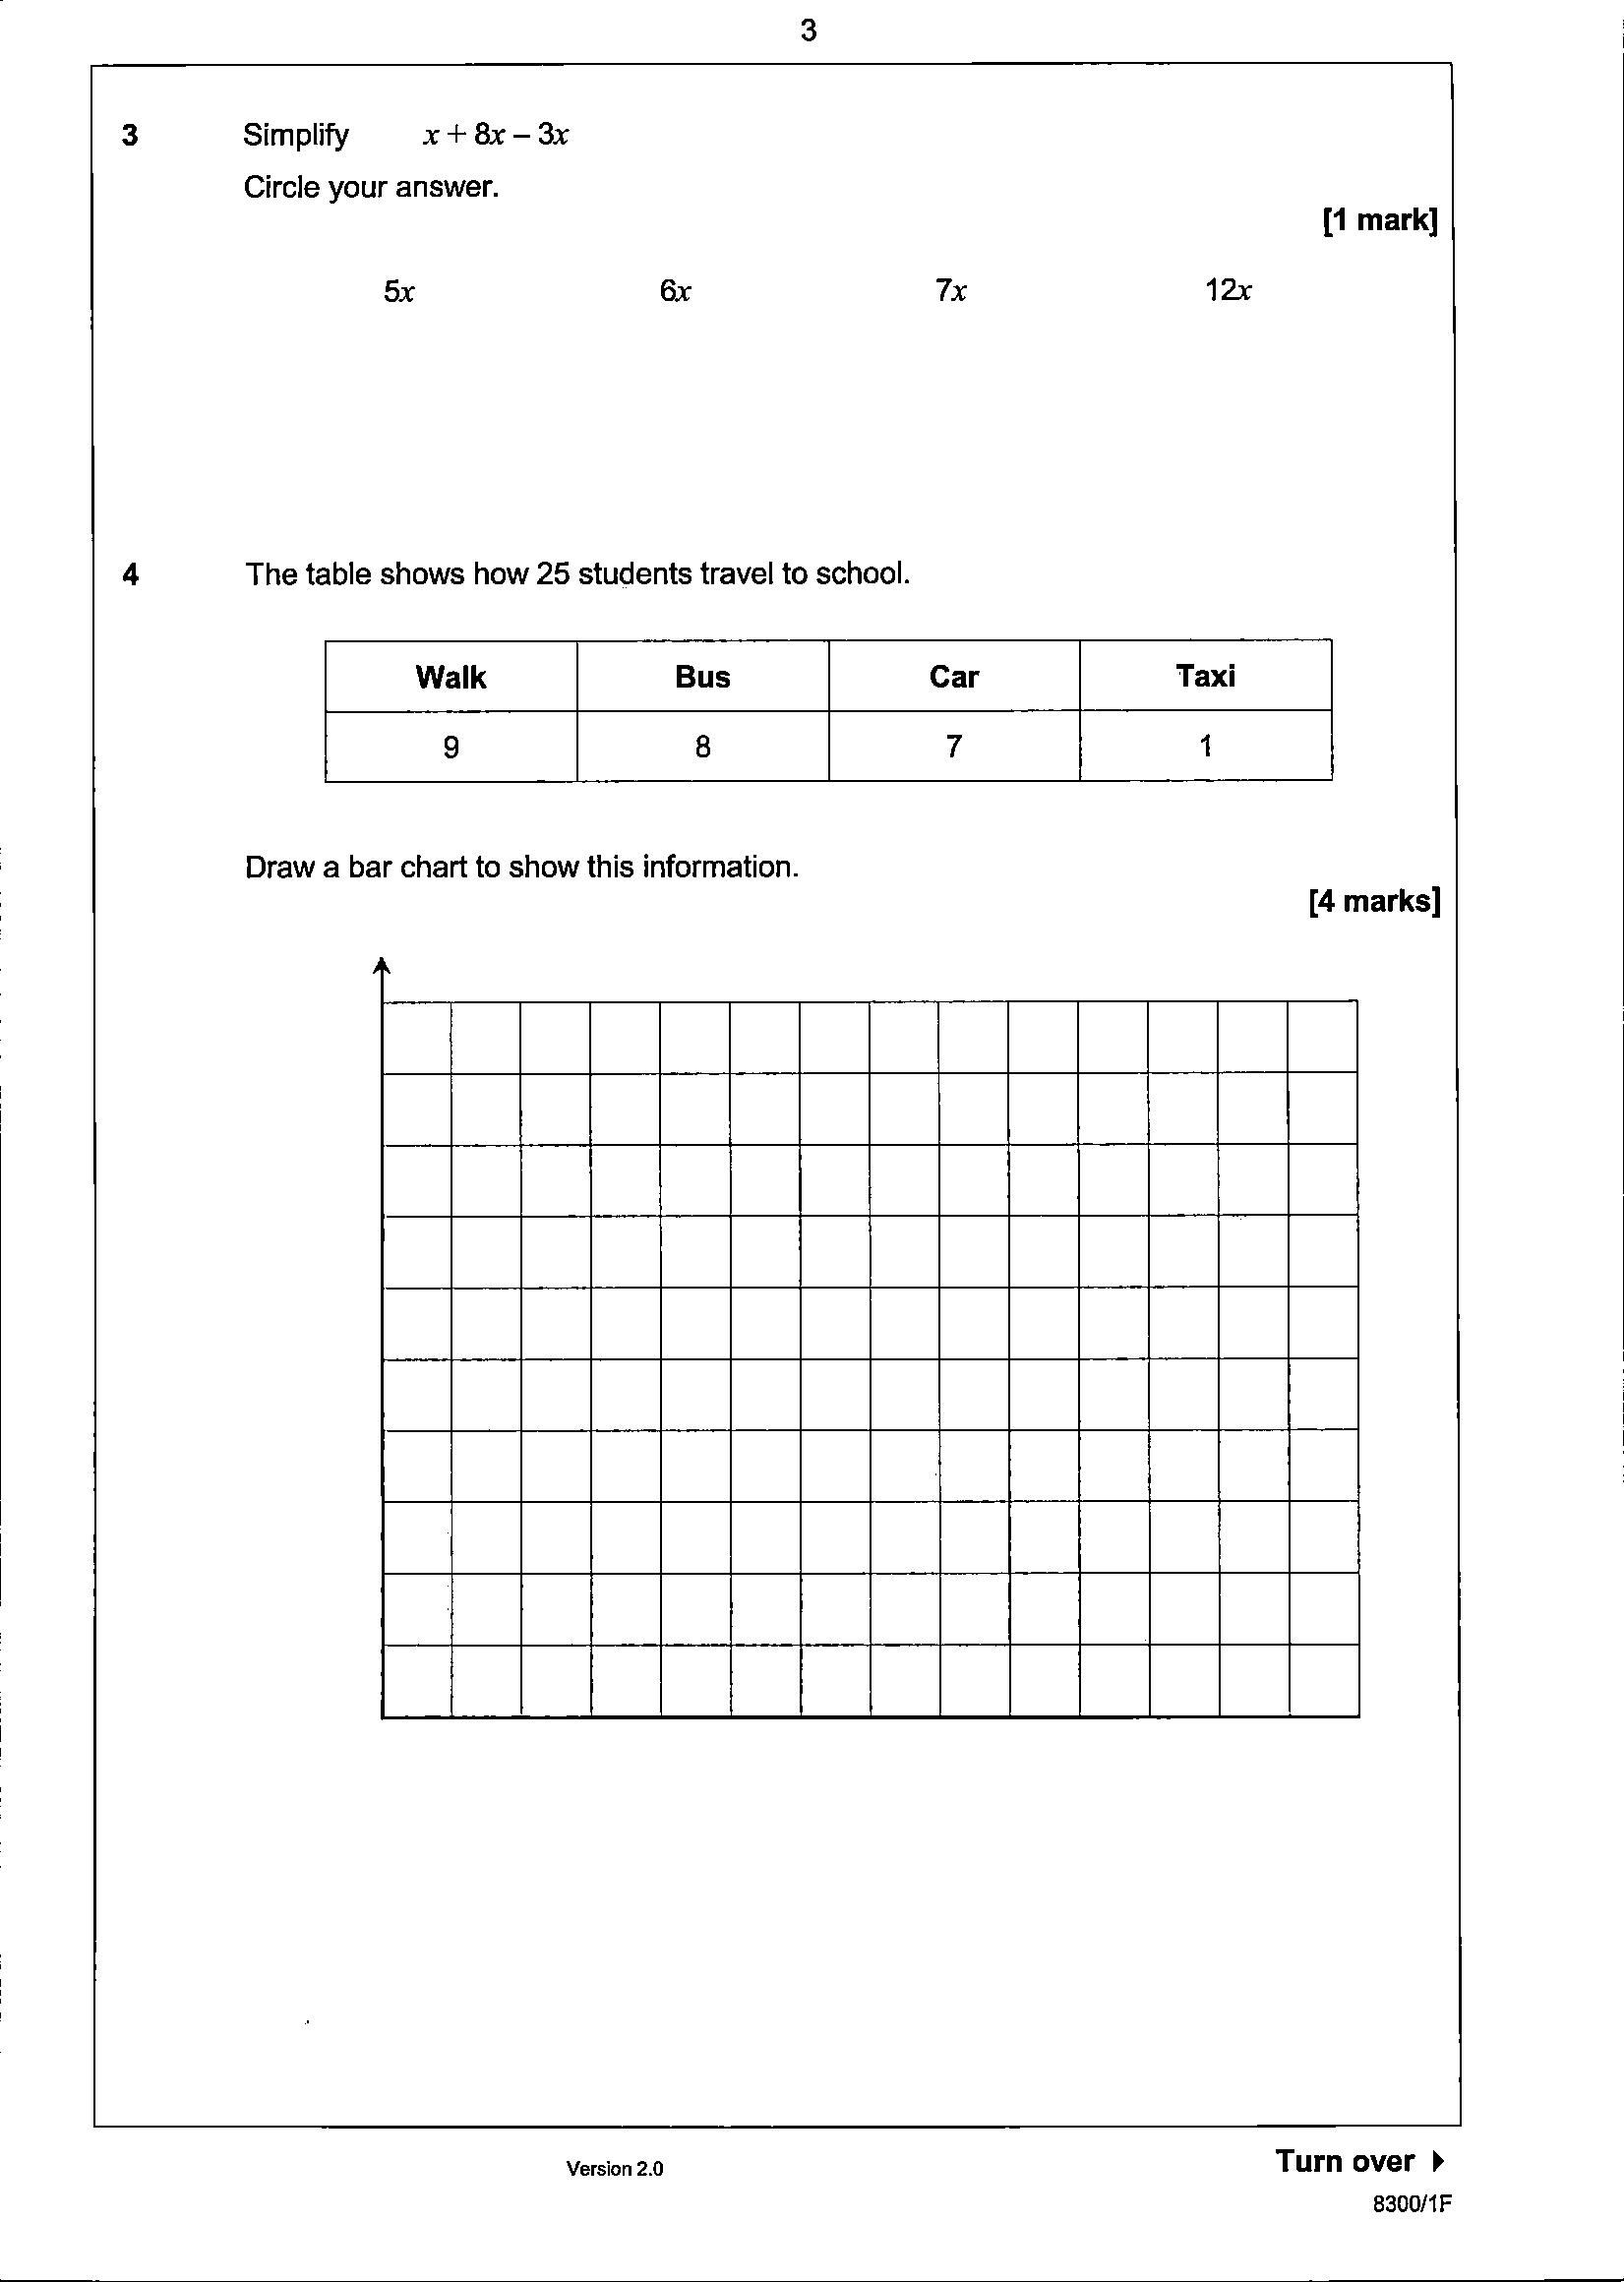 3
3 Simplify x + 8x – 3x
Circle your answer.
[1 mark]
5x 6x 7x 12x
4 The table shows how 25 students travel to school.
Walk Bus Car Taxi
9 8 7 1
Draw a bar chart to show this information.
[4 marks]
Version 2.0
Turn over
8300/1F